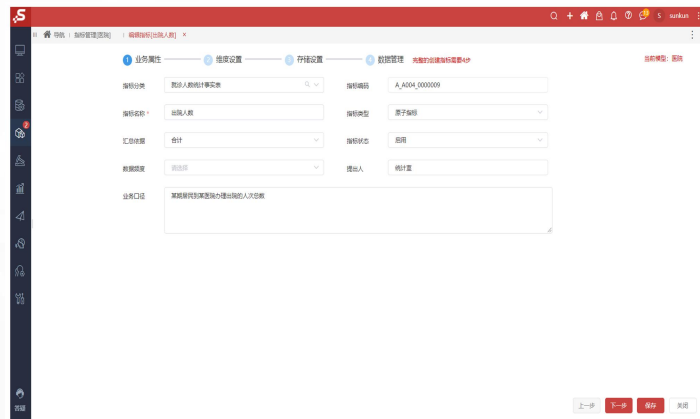 S sunkun
导航 | 指标管理[医院] | 编辑指标[出院人数] ×
1 业务属性 2 维度设置 3 存储设置 4 数据管理 完整的创建指标需要4步 当前模型：医院
指标分类 就诊人数统计事实表 指标编码 A_A004_0000009
指标名称 * 出院人数 指标类型 原子指标
汇总依据 合计 指标状态 启用
数据频度 请选择 提出人 统计室
业务口径 某期居民到某医院办理出院的人次总数
2
上一步 下一步 保存 关闭